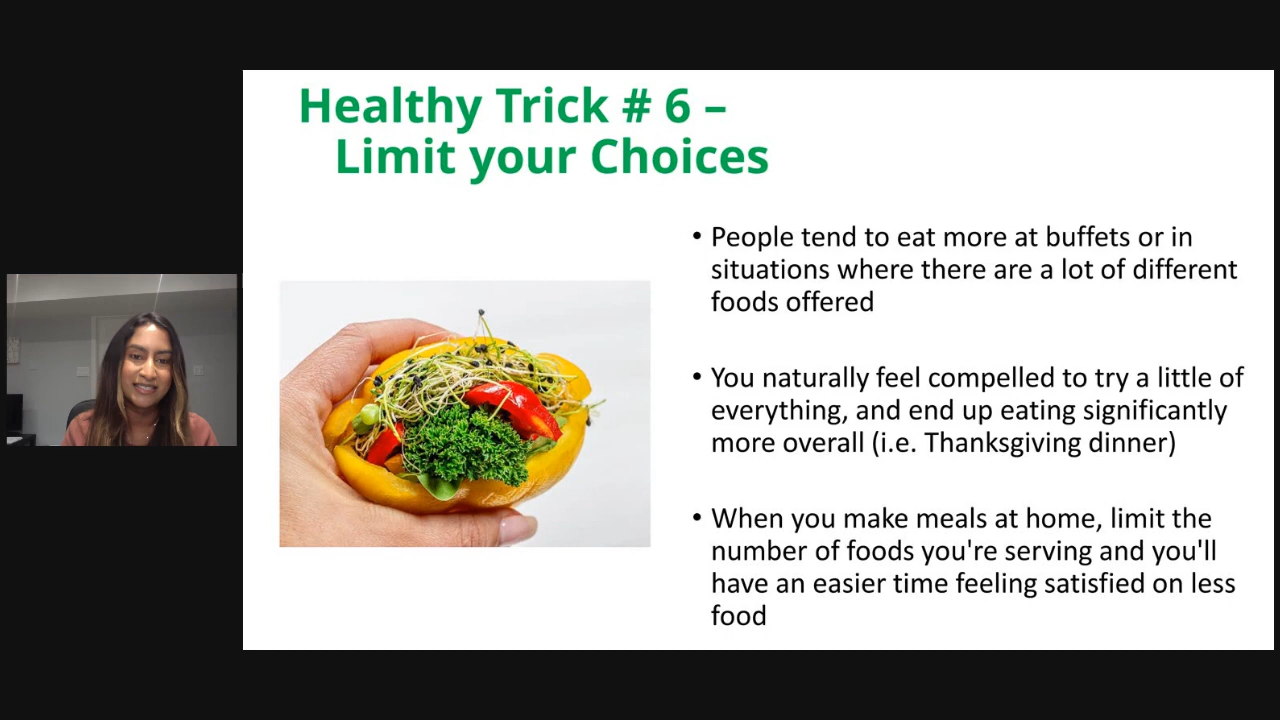 Healthy Trick # 6 –
Limit your Choices
• People tend to eat more at buffets or in
situations where there are a lot of different
foods offered
• You naturally feel compelled to try a little of
everything, and end up eating significantly
more overall (i.e. Thanksgiving dinner)
• When you make meals at home, limit the
number of foods you're serving and you'll
have an easier time feeling satisfied on less
food